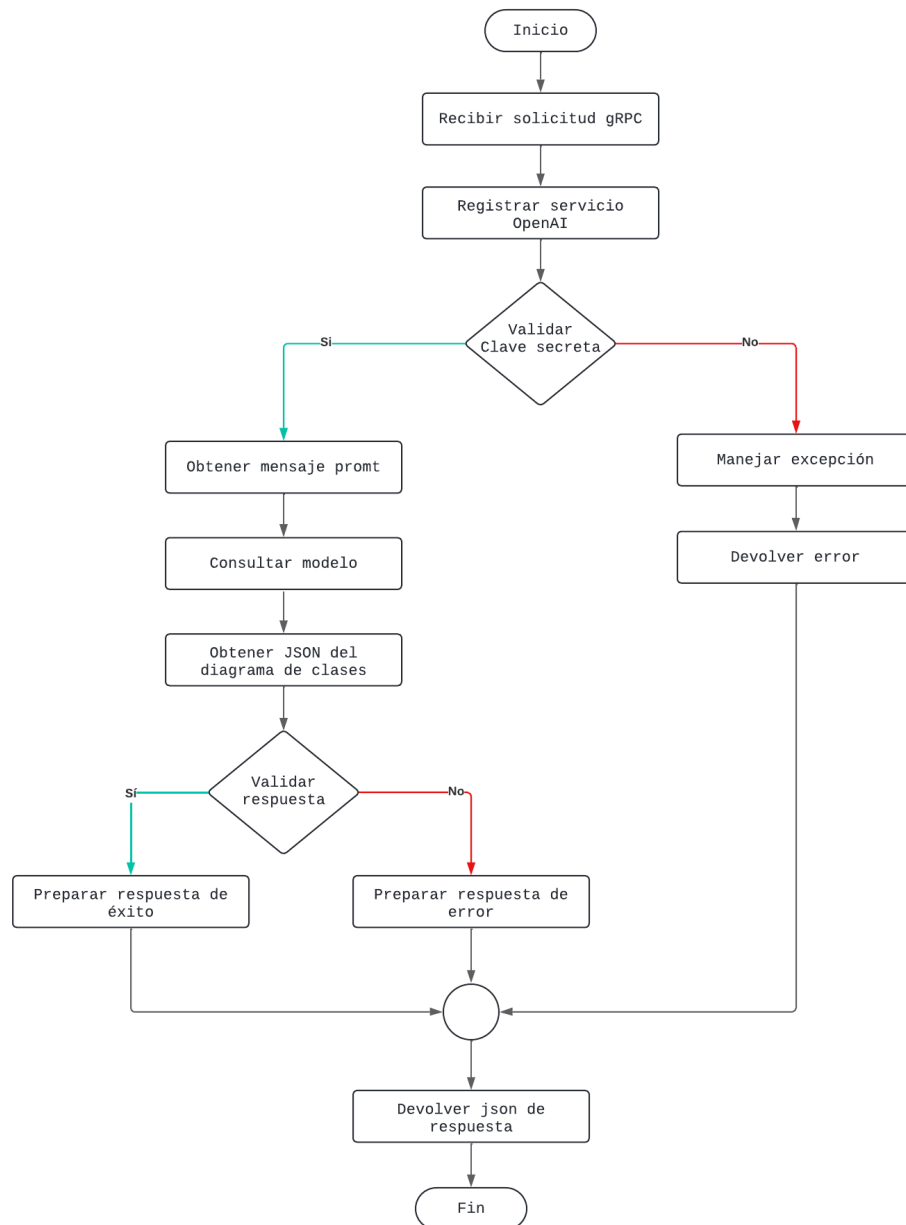 Inicio
Recibir solicitud gRPC
Registrar servicio
OpenAI
Validar
Clave secreta
Si
No
Obtener mensaje promt
Manejar excepción
Consultar modelo
Devolver error
Obtener JSON del
diagrama de clases
Validar
respuesta
Sí
No
Preparar respuesta de
éxito
Preparar respuesta de
error
Devolver json de
respuesta
Fin